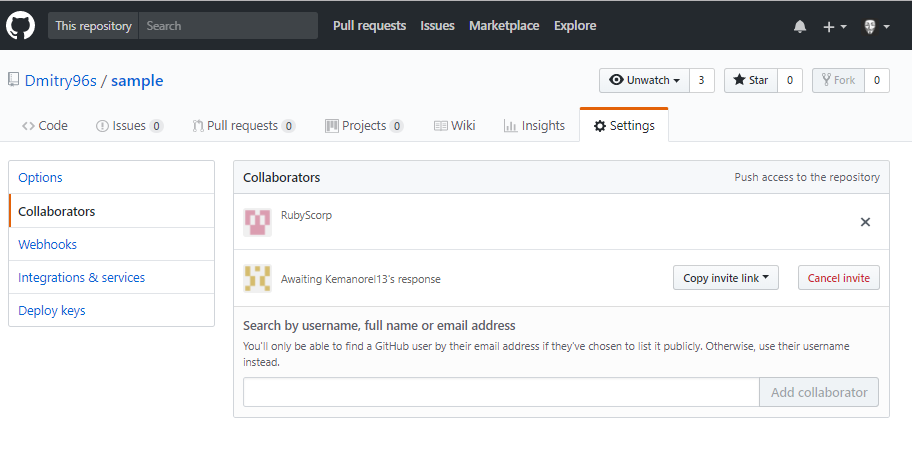 This repository Search Pull requests Issues Marketplace Explore
Dmitry96s / sample Unwatch 3 Star 0 Fork 0
Code Issues 0 Pull requests 0 Projects 0 Wiki Insights Settings
Options
Collaborators
Webhooks
Integrations & services
Deploy keys
Collaborators Push access to the repository
RubyScorp
Awaiting Kemanorel13's response Copy invite link Cancel invite
Search by username, full name or email address
You'll only be able to find a GitHub user by their email address if they've chosen to list it publicly. Otherwise, use their username
instead.
Add collaborator